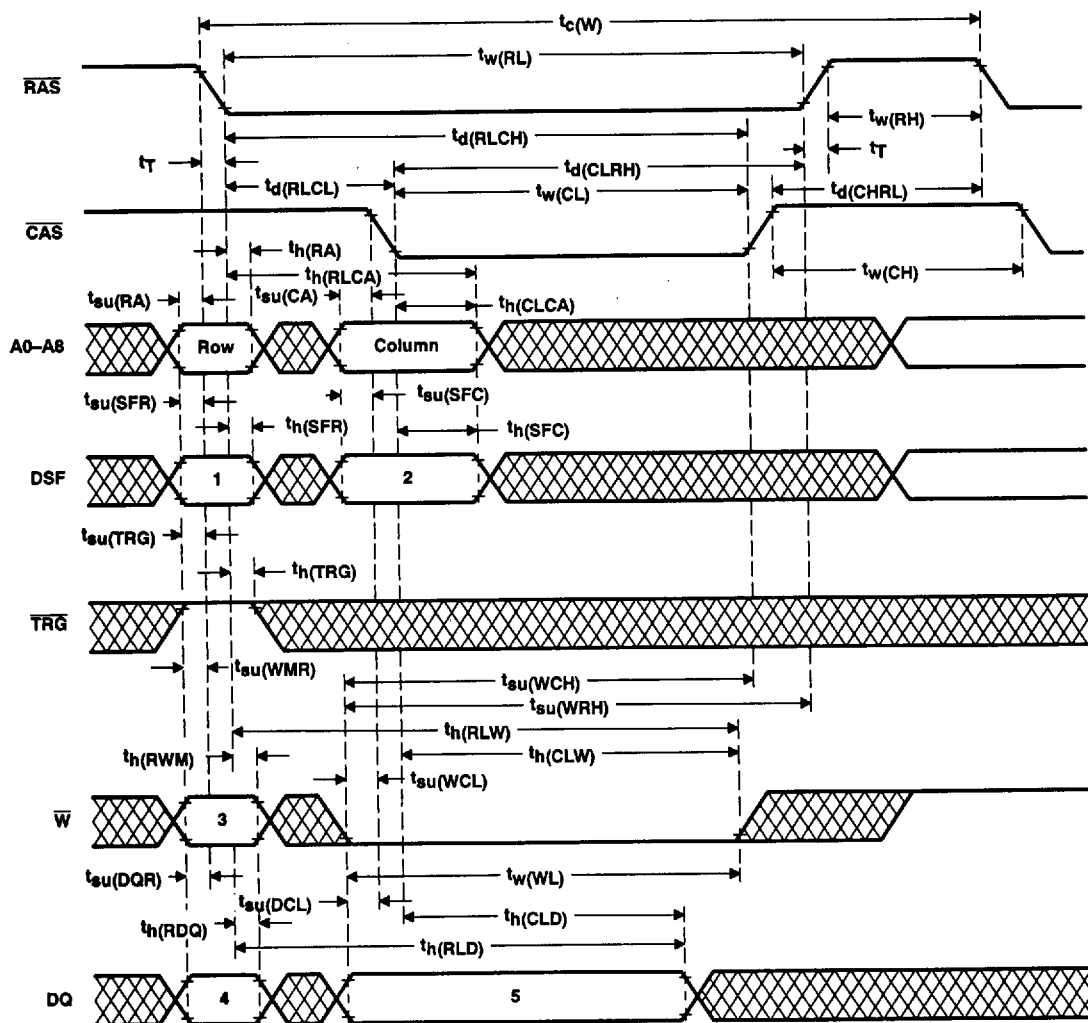 tc(W)
tw(RL)
RAS
tw(RH)
td(RLCH)
tT
tT
td(CLRH)
td(RLCL)
tw(CL)
td(CHRL)
CAS
th(RA)
th(RLCA)
tw(CH)
tsu(RA)
tsu(CA)
th(CLCA)
A0–A8
Row
Column
tsu(SFR)
tsu(SFC)
th(SFR)
th(SFC)
DSF
1
2
tsu(TRG)
th(TRG)
TRG
tsu(WMR)
tsu(WCH)
tsu(WRH)
th(RLW)
th(RWM)
th(CLW)
tsu(WCL)
W
3
tsu(DQR)
tw(WL)
tsu(DCL)
th(CLD)
th(RDQ)
th(RLD)
DQ
4
5